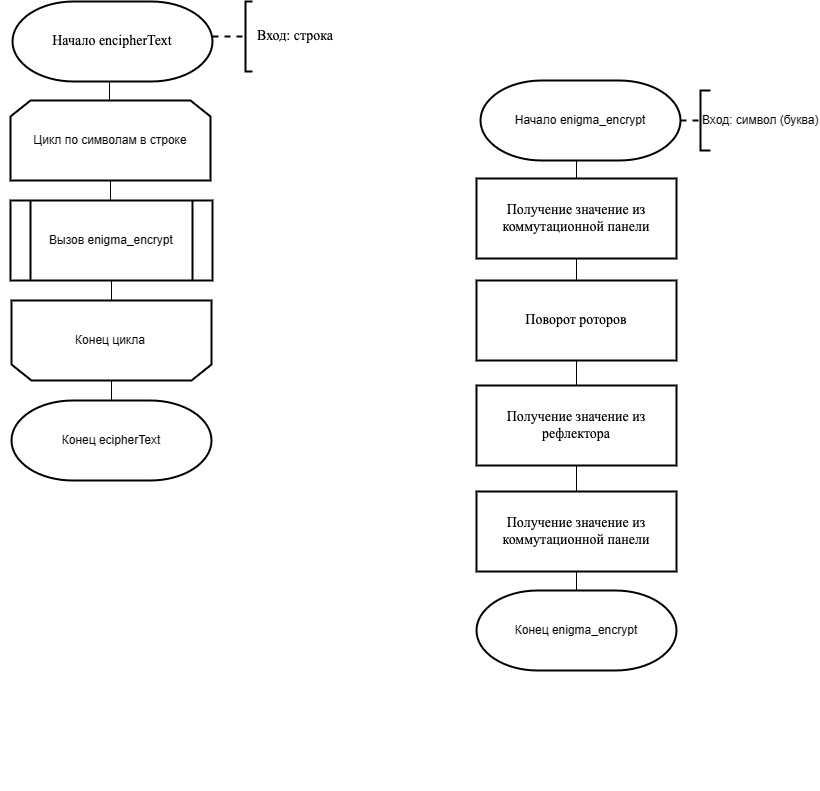 Начало encipherText
Вход: строка
Цикл по символам в строке
Вызов enigma_encrypt
Конец цикла
Конец ecipherText
Начало enigma_encrypt
Вход: символ (буква)
Получение значение из
коммутационной панели
Поворот роторов
Получение значение из
рефлектора
Получение значение из
коммутационной панели
Конец enigma_encrypt